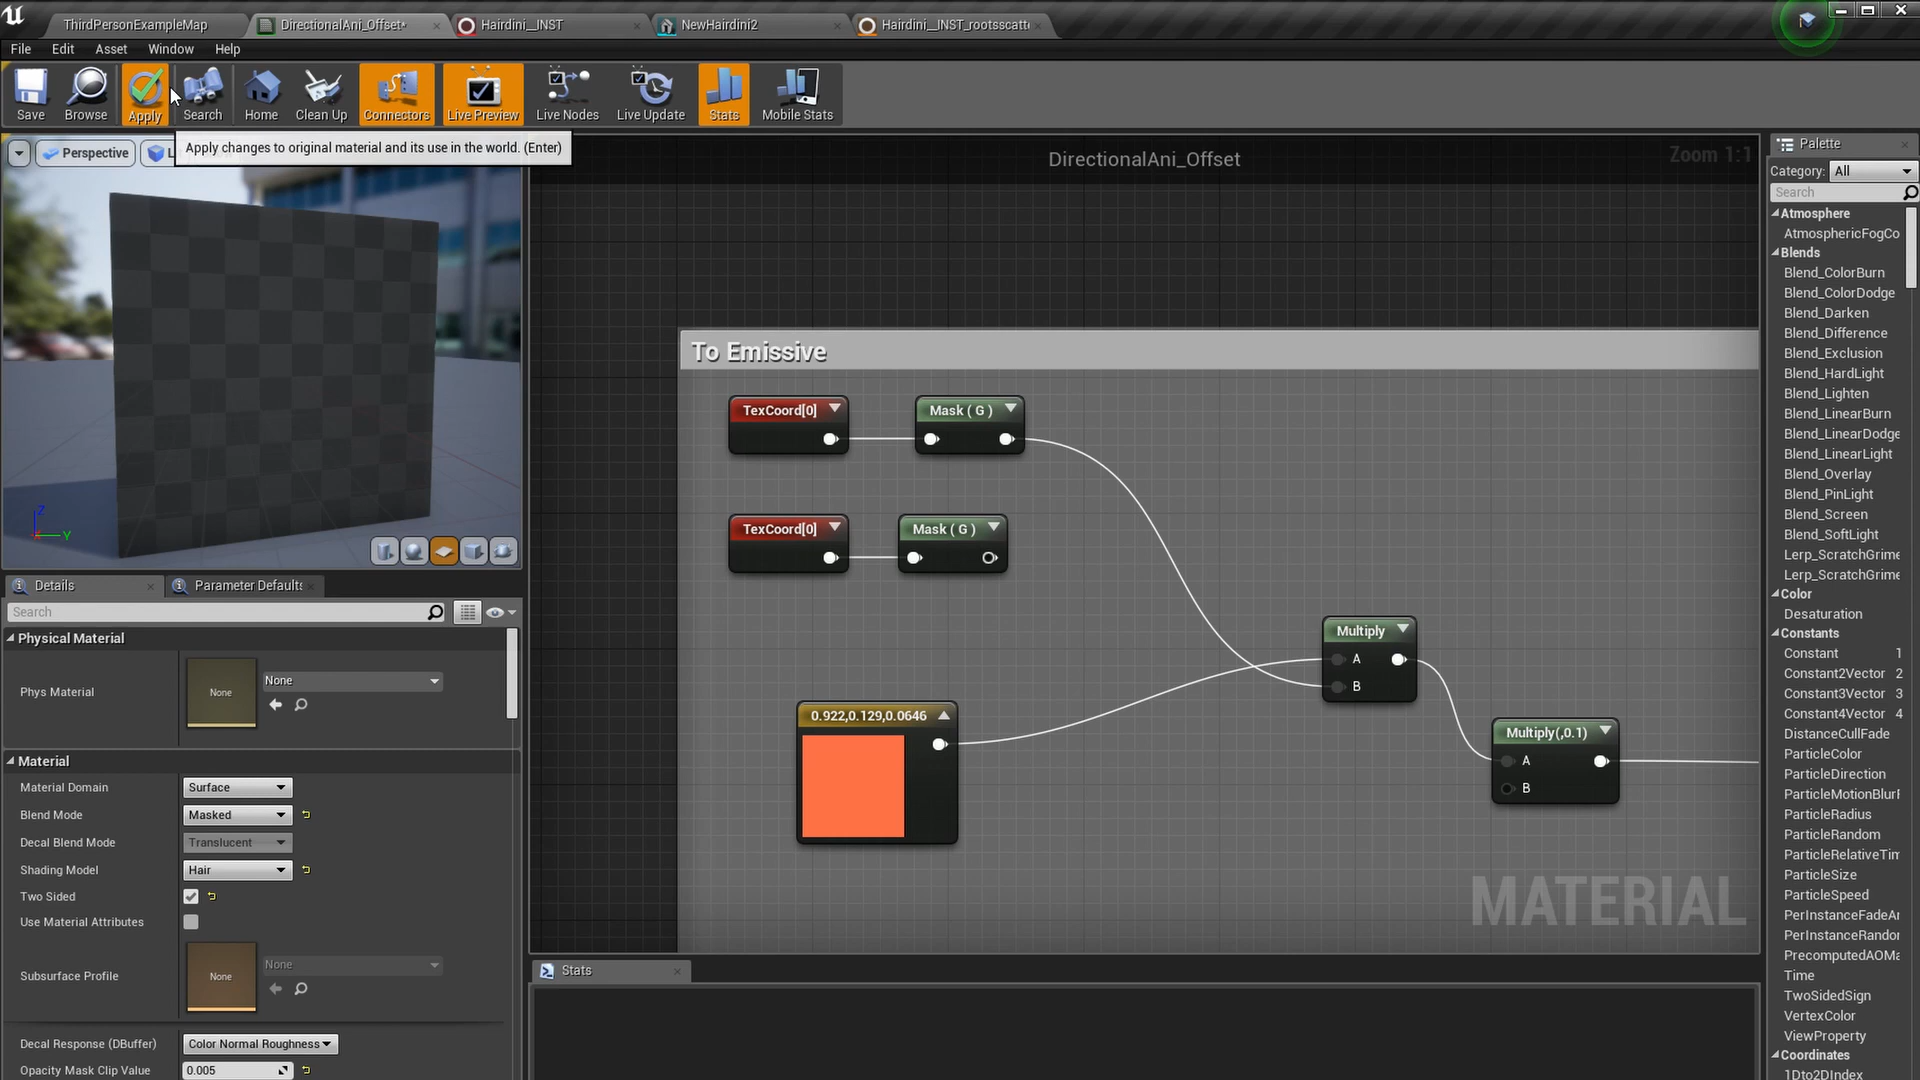 ThirdPersonExampleMap
DirectionalAni_Offset*
Hairdini__INST
NewHairdini2
Hairdini__INST_rootsscatte
File Edit Asset Window Help
Save Browse Apply Search Home Clean Up Connectors Live Preview Live Nodes Live Update Stats Mobile Stats
Apply changes to original material and its use in the world. (Enter)
Perspective
L
DirectionalAni_Offset
Zoom 1:1
To Emissive
TexCoord[0]
Mask ( G )
TexCoord[0]
Mask ( G )
Multiply
A
B
0.922,0.129,0.0646
Multiply(,0.1)
A
B
MATERIAL
Stats
Z
Y
Details
Parameter Defaults
Search
Physical Material
Phys Material
None
None
Material
Material Domain
Surface
Blend Mode
Masked
Decal Blend Mode
Translucent
Shading Model
Hair
Two Sided
Use Material Attributes
Subsurface Profile
None
None
Decal Response (DBuffer)
Color Normal Roughness
Opacity Mask Clip Value
0.005
Palette
Category: All
Search
Atmosphere
AtmosphericFogCo
Blends
Blend_ColorBurn
Blend_ColorDodge
Blend_Darken
Blend_Difference
Blend_Exclusion
Blend_HardLight
Blend_Lighten
Blend_LinearBurn
Blend_LinearDodge
Blend_LinearLight
Blend_Overlay
Blend_PinLight
Blend_Screen
Blend_SoftLight
Lerp_ScratchGrime
Lerp_ScratchGrime
Color
Desaturation
Constants
Constant 1
Constant2Vector 2
Constant3Vector 3
Constant4Vector 4
DistanceCullFade
ParticleColor
ParticleDirection
ParticleMotionBlurF
ParticleRadius
ParticleRandom
ParticleRelativeTim
ParticleSize
ParticleSpeed
PerInstanceFadeAr
PerInstanceRandor
PrecomputedAOMa
Time
TwoSidedSign
VertexColor
ViewProperty
Coordinates
1Dto2DIndex